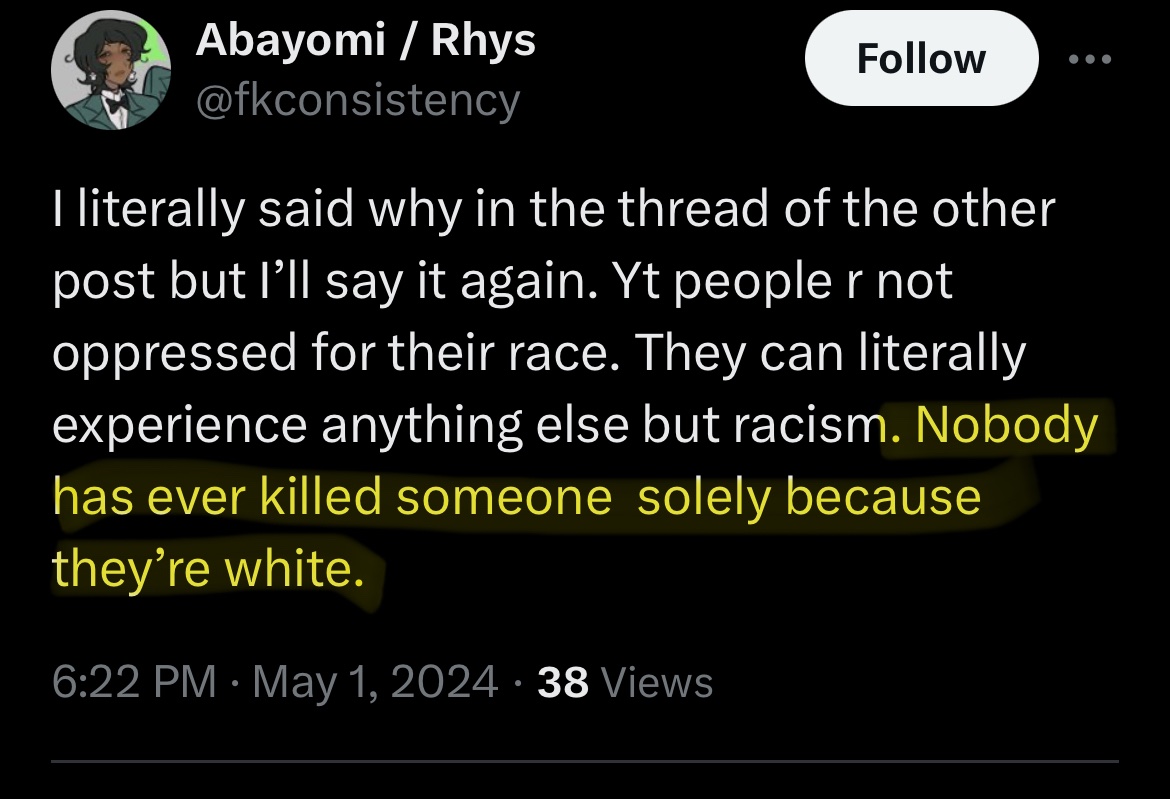 Abayomi / Rhys
Follow
@fkconsistency
I literally said why in the thread of the other
post but I’ll say it again. Yt people r not
oppressed for their race. They can literally
experience anything else but racism. Nobody
has ever killed someone  solely because
they’re white.
6:22 PM · May 1, 2024 · 38 Views